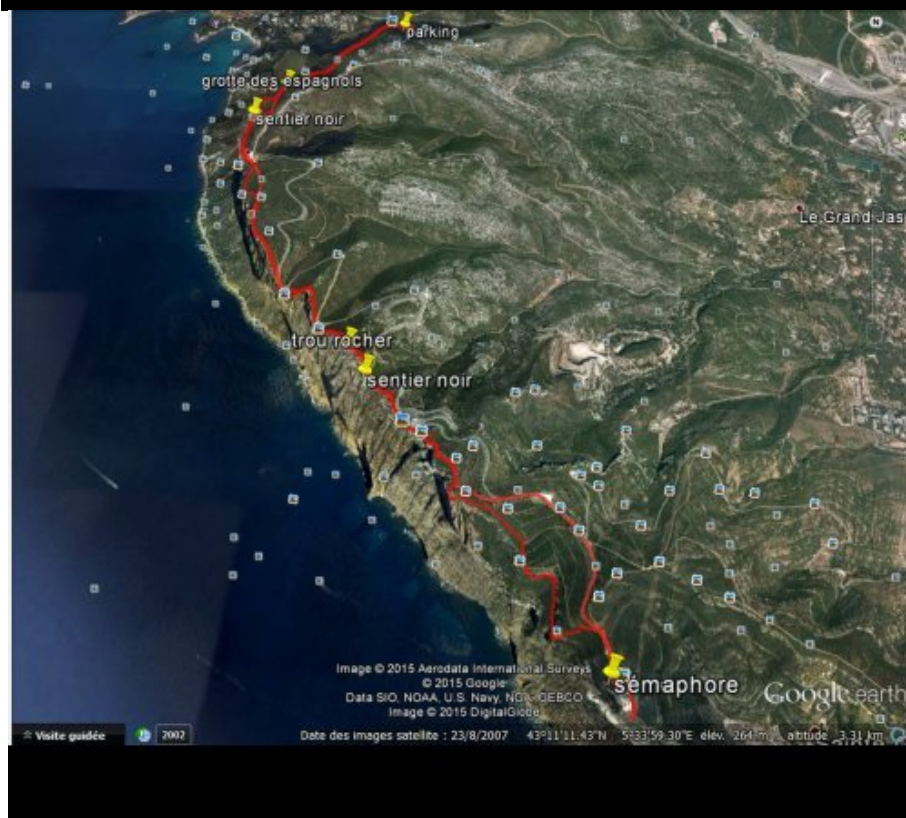 N
parking
grotte des espagnols
sentier noir
Le Grand Jas
trou rocher
sentier noir
sémaphore
Image © 2015 Aerodata International Surveys
© 2015 Google
Data SIO, NOAA, U.S. Navy, NGA, GEBCO
Image © 2015 DigitalGlobe
Google earth
Visite guidée
2002
Date des images satellite : 23/8/2007 43°11'11.43"N 5°33'59.30"E élév. 264 m altitude 3.31 km